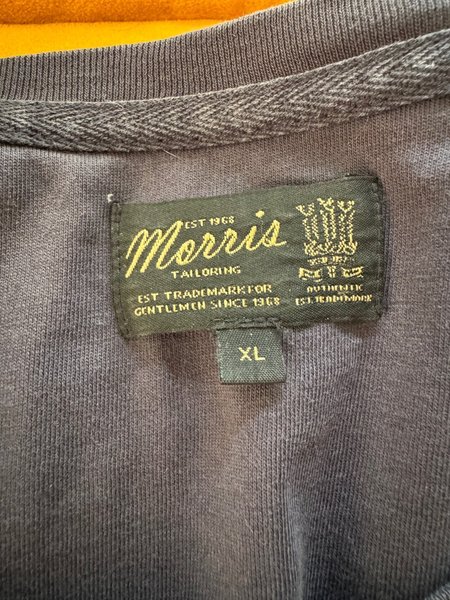 EST 1968
Morris
TAILORING
EST TRADEMARK FOR
GENTLEMEN SINCE 1968
AUTHENTIC
EST. TRADEMARK
XL